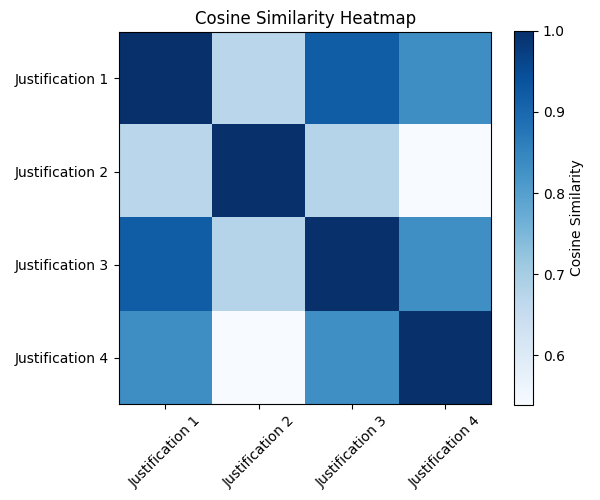 Cosine Similarity Heatmap
Justification 1
Justification 2
Justification 3
Justification 4
Justification 1
Justification 2
Justification 3
Justification 4
1.0
0.9
0.8
0.7
0.6
Cosine Similarity